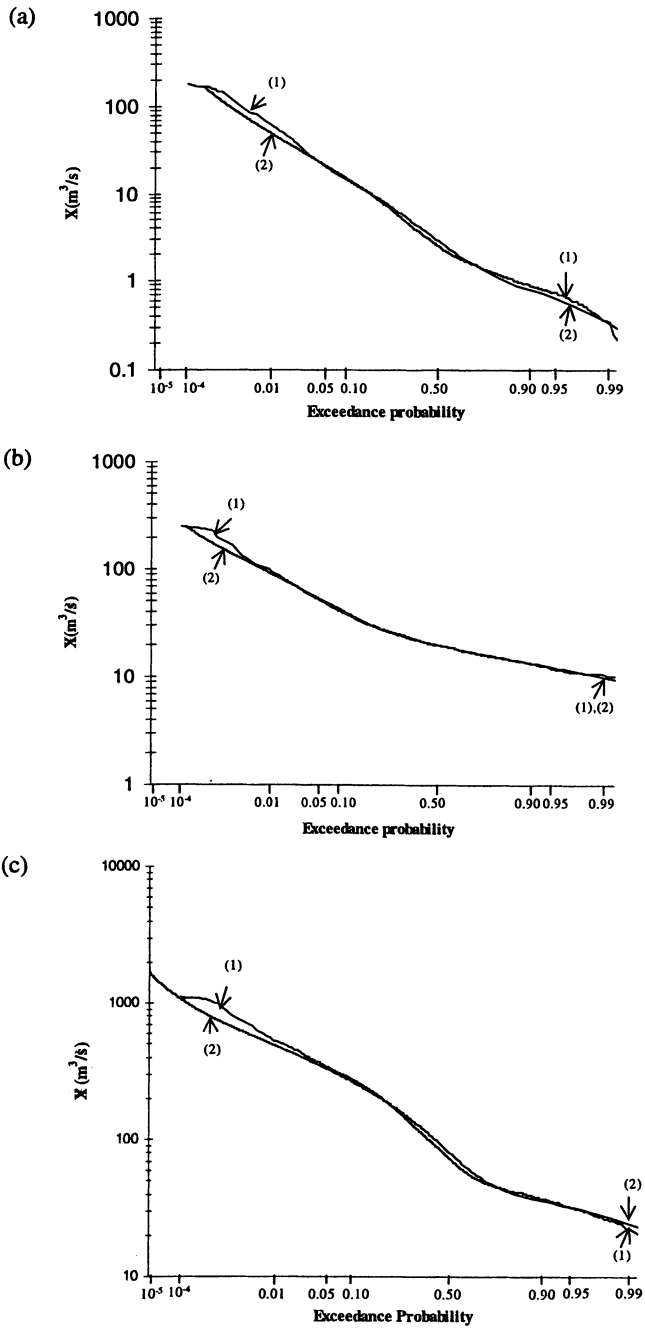 (a)
1000
100
10
1
0.1
X(m³/s)
(1)
(2)
(1)
(2)
10⁻⁵ 10⁻⁴ 0.01 0.05 0.10 0.50 0.90 0.95 0.99
Exceedance probability
(b)
1000
100
10
1
X(m³/s)
(1)
(2)
(1),(2)
10⁻⁵ 10⁻⁴ 0.01 0.05 0.10 0.50 0.90 0.95 0.99
Exceedance probability
(c)
10000
1000
100
10
X (m³/s)
(1)
(2)
(2)
(1)
10⁻⁵ 10⁻⁴ 0.01 0.05 0.10 0.50 0.90 0.95 0.99
Exceedance Probability